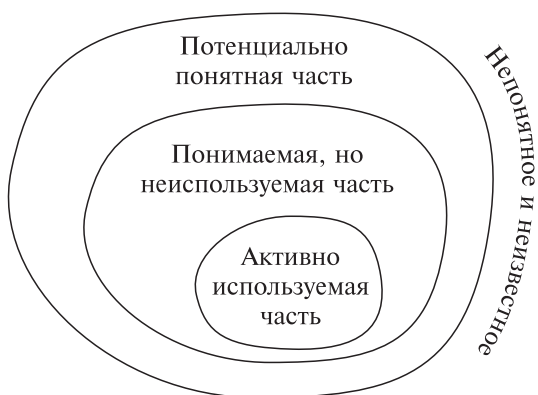 Потенциально
понятная часть
Непонятное и неизвестное
Понимаемая, но
неиспользуемая часть
Активно
используемая
часть